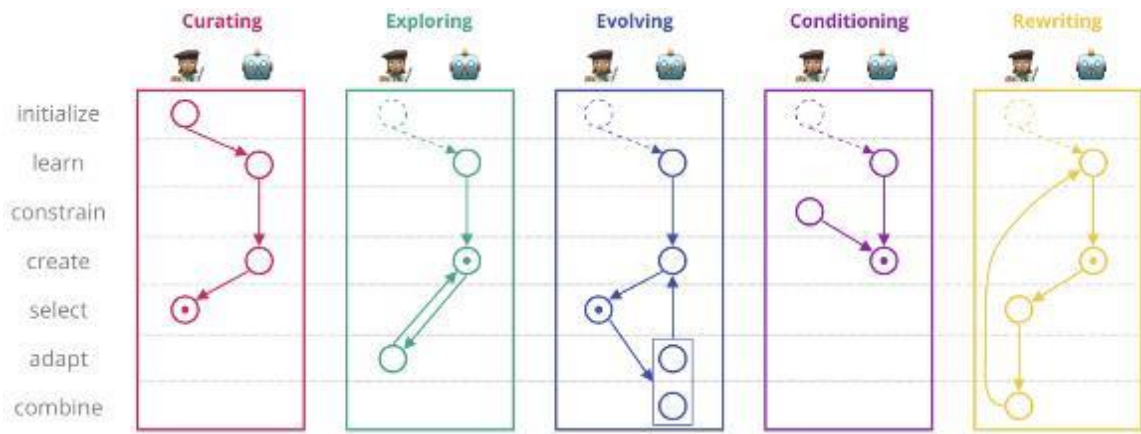 Curating Exploring Evolving Conditioning Rewriting
initialize
learn
constrain
create
select
adapt
combine